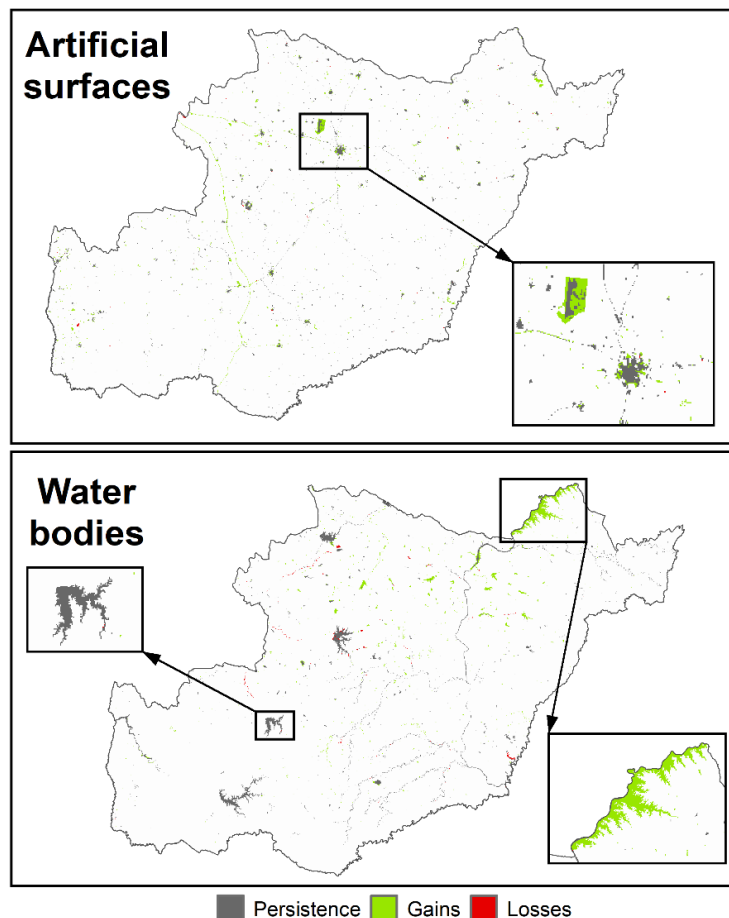 Artificial
surfaces
Water
bodies
Persistence Gains Losses